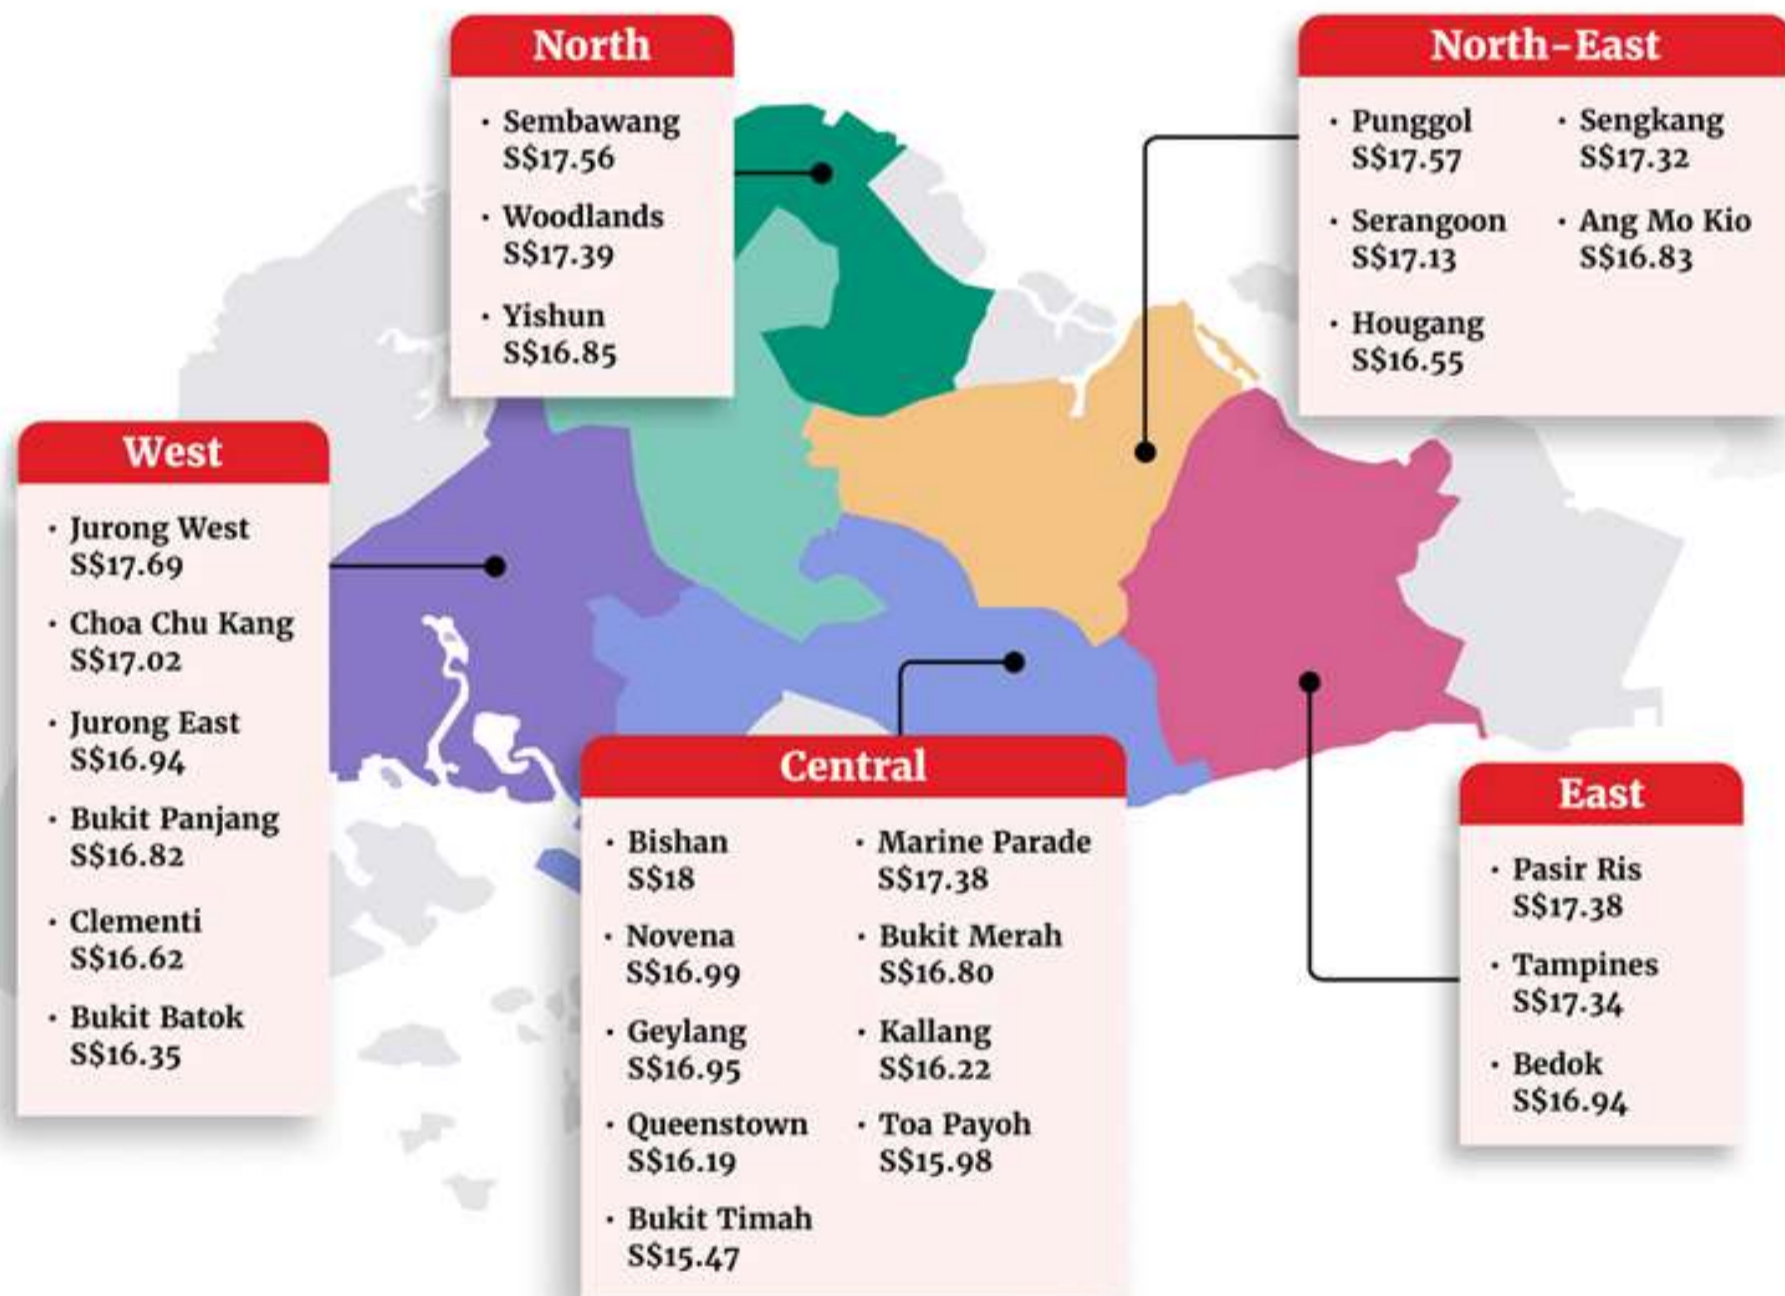 North
· Sembawang
S$17.56
· Woodlands
S$17.39
· Yishun
S$16.85
North-East
· Punggol
S$17.57
· Sengkang
S$17.32
· Serangoon
S$17.13
· Ang Mo Kio
S$16.83
· Hougang
S$16.55
West
· Jurong West
S$17.69
· Choa Chu Kang
S$17.02
· Jurong East
S$16.94
· Bukit Panjang
S$16.82
· Clementi
S$16.62
· Bukit Batok
S$16.35
Central
· Bishan
S$18
· Marine Parade
S$17.38
· Novena
S$16.99
· Bukit Merah
S$16.80
· Geylang
S$16.95
· Kallang
S$16.22
· Queenstown
S$16.19
· Toa Payoh
S$15.98
· Bukit Timah
S$15.47
East
· Pasir Ris
S$17.38
· Tampines
S$17.34
· Bedok
S$16.94